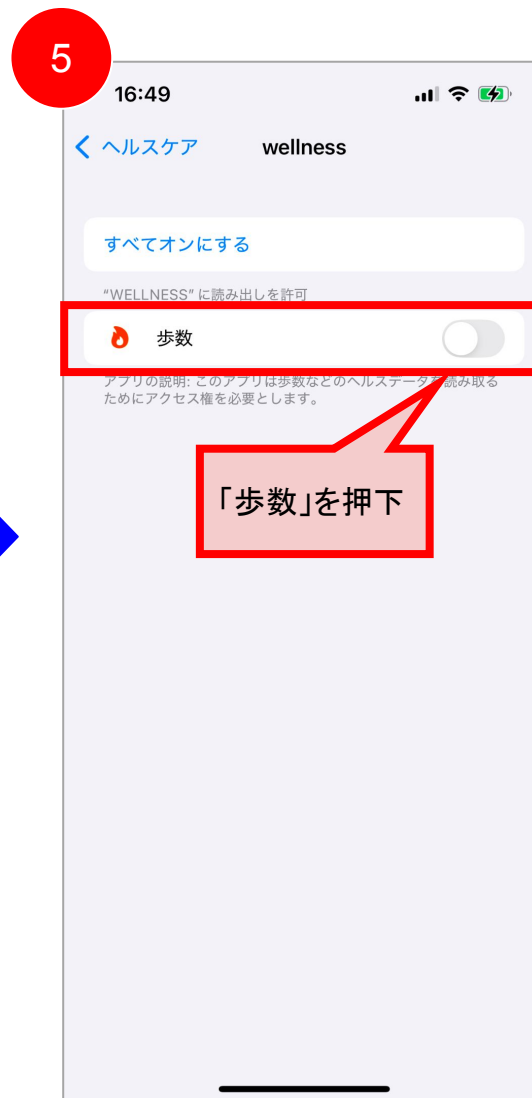 5
16:49
ヘルスケア wellness
すべてオンにする
“WELLNESS” に読み出しを許可
歩数
アプリの説明: このアプリは歩数などのヘルスデータを読み取る
ためにアクセス権を必要とします。
「歩数」を押下